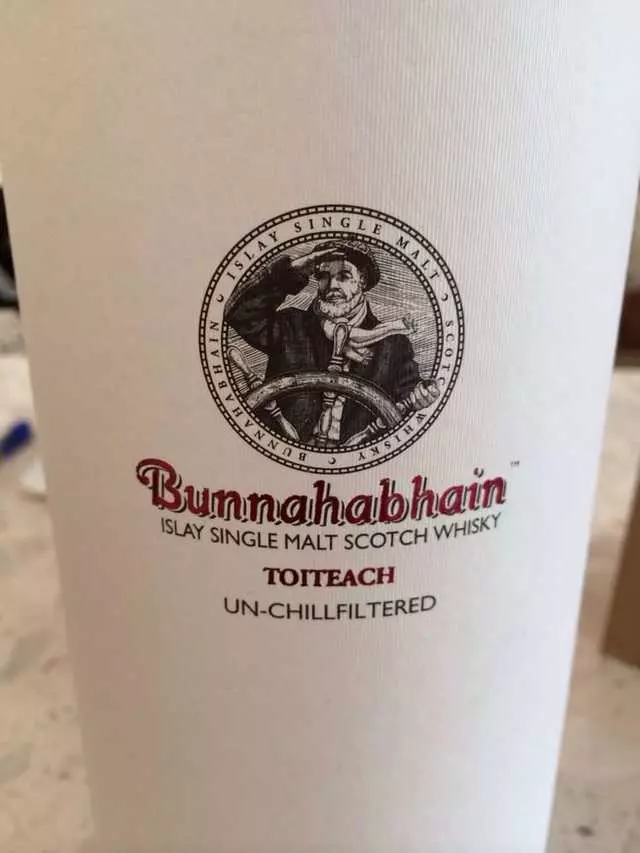 BUNNAHABHAIN ISLAY SINGLE MALT SCOTCH WHISKY
Bunnahabhain™
ISLAY SINGLE MALT SCOTCH WHISKY
TOITEACH
UN-CHILLFILTERED